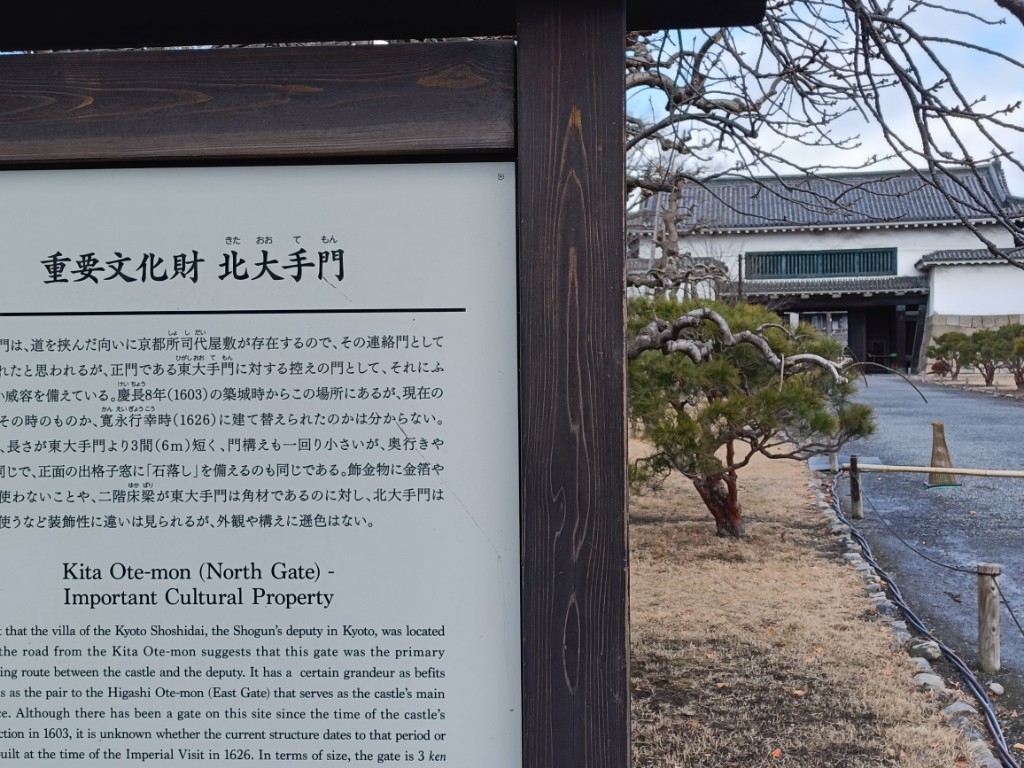 重要文化財 北大手門
きた おお て もん
門は、道を挟んだ向いに京都所司代屋敷が存在するので、その連絡門として
しょ し だい
れたと思われるが、正門である東大手門に対する控えの門として、それにふ
ひがしおお て もん
い威容を備えている。慶長8年(1603)の築城時からこの場所にあるが、現在の
けいちょう
その時のものか、寛永行幸時(1626)に建て替えられたのかは分からない。
かん えい ぎょうこう
、長さが東大手門より3間(6m)短く、門構えも一回り小さいが、奥行きや
同じで、正面の出格子窓に「石落し」を備えるのも同じである。飾金物に金箔や
使わないことや、二階床梁が東大手門は角材であるのに対し、北大手門は
ゆか ばり
使うなど装飾性に違いは見られるが、外観や構えに遜色はない。
Kita Ote-mon (North Gate) -
Important Cultural Property
t that the villa of the Kyoto Shoshidai, the Shogun's deputy in Kyoto, was located
the road from the Kita Ote-mon suggests that this gate was the primary
ing route between the castle and the deputy. It has a certain grandeur as befits
s as the pair to the Higashi Ote-mon (East Gate) that serves as the castle's main
ce. Although there has been a gate on this site since the time of the castle's
ction in 1603, it is unknown whether the current structure dates to that period or
uilt at the time of the Imperial Visit in 1626. In terms of size, the gate is 3 ken